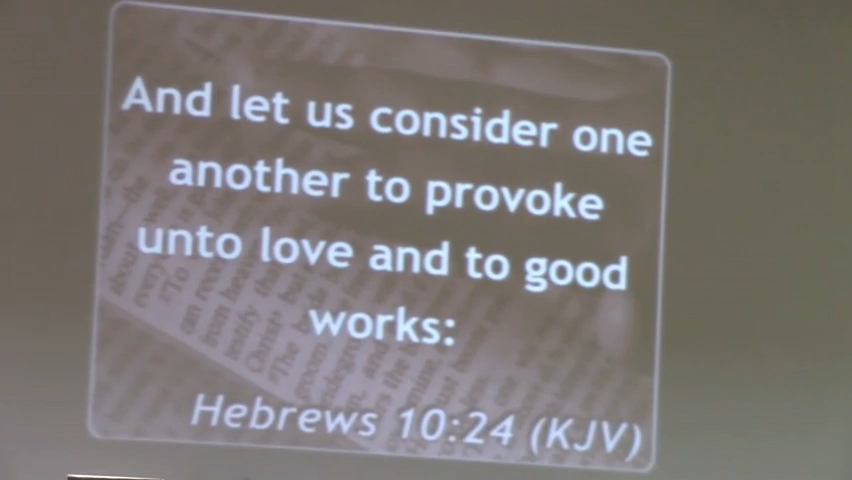 And let us consider one
another to provoke
unto love and to good
works:
Hebrews 10:24 (KJV)